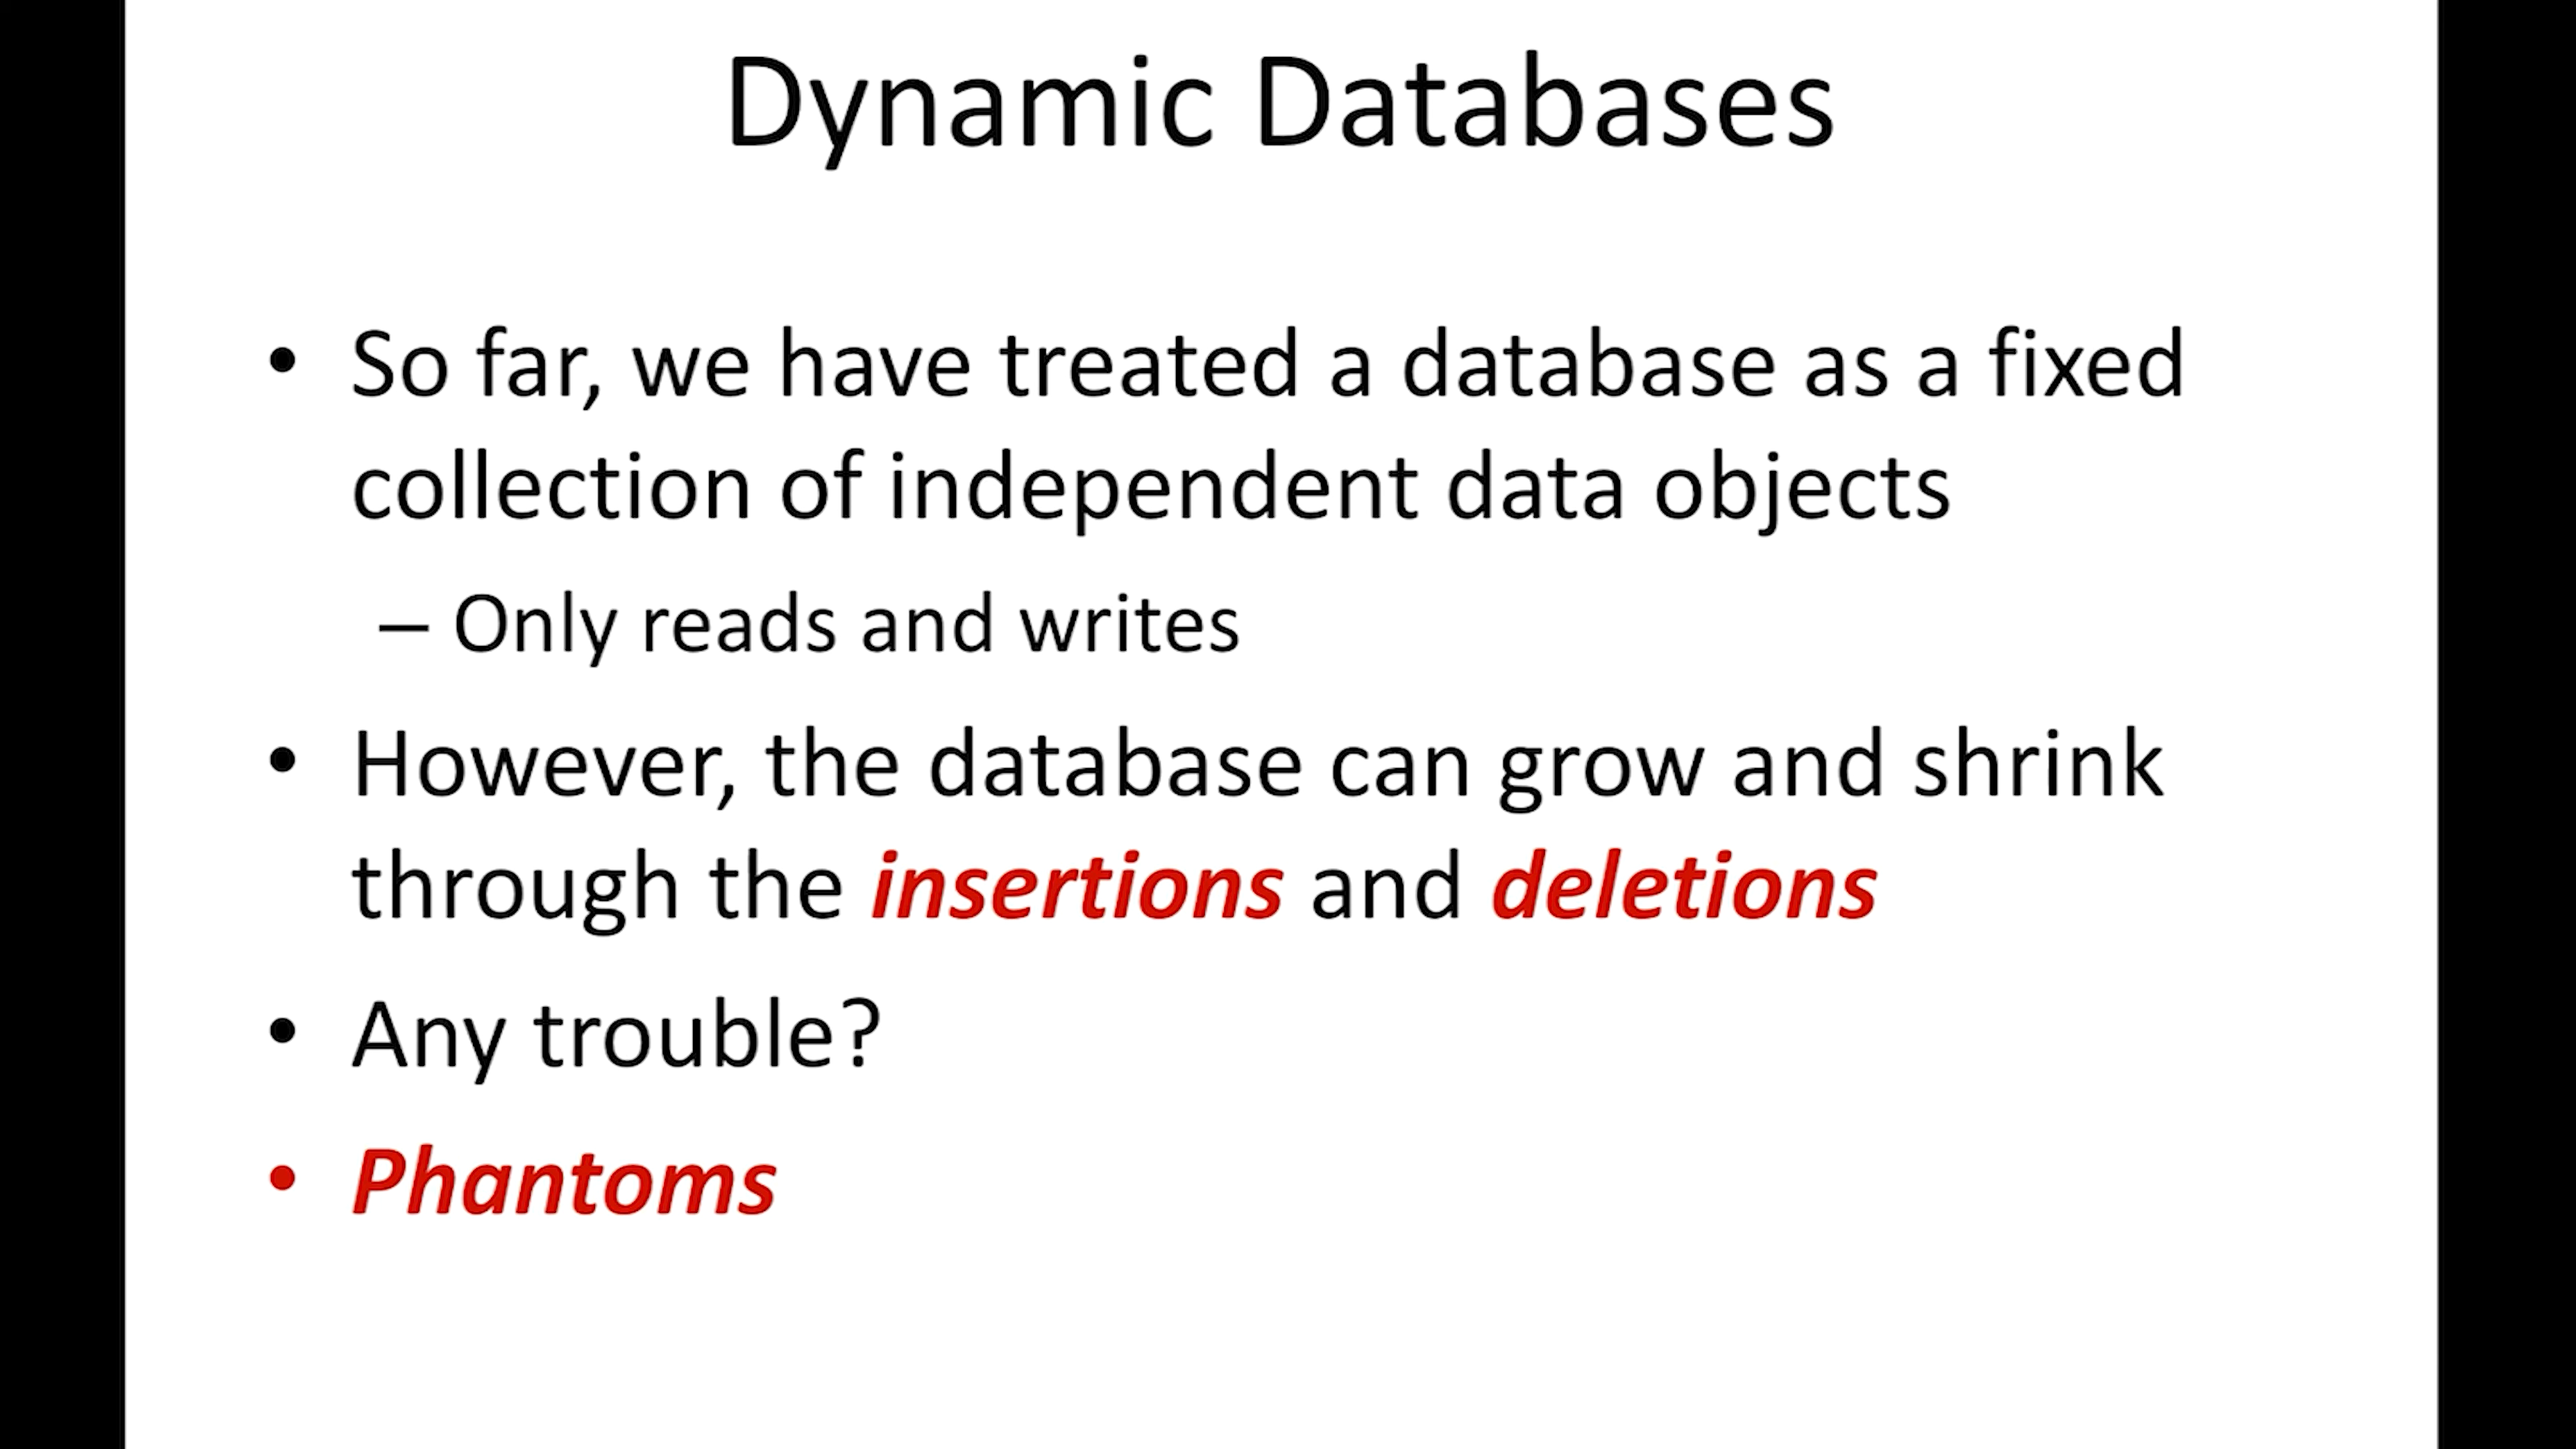 Dynamic Databases
• So far, we have treated a database as a fixed
collection of independent data objects
– Only reads and writes
• However, the database can grow and shrink
through the insertions and deletions
• Any trouble?
• Phantoms